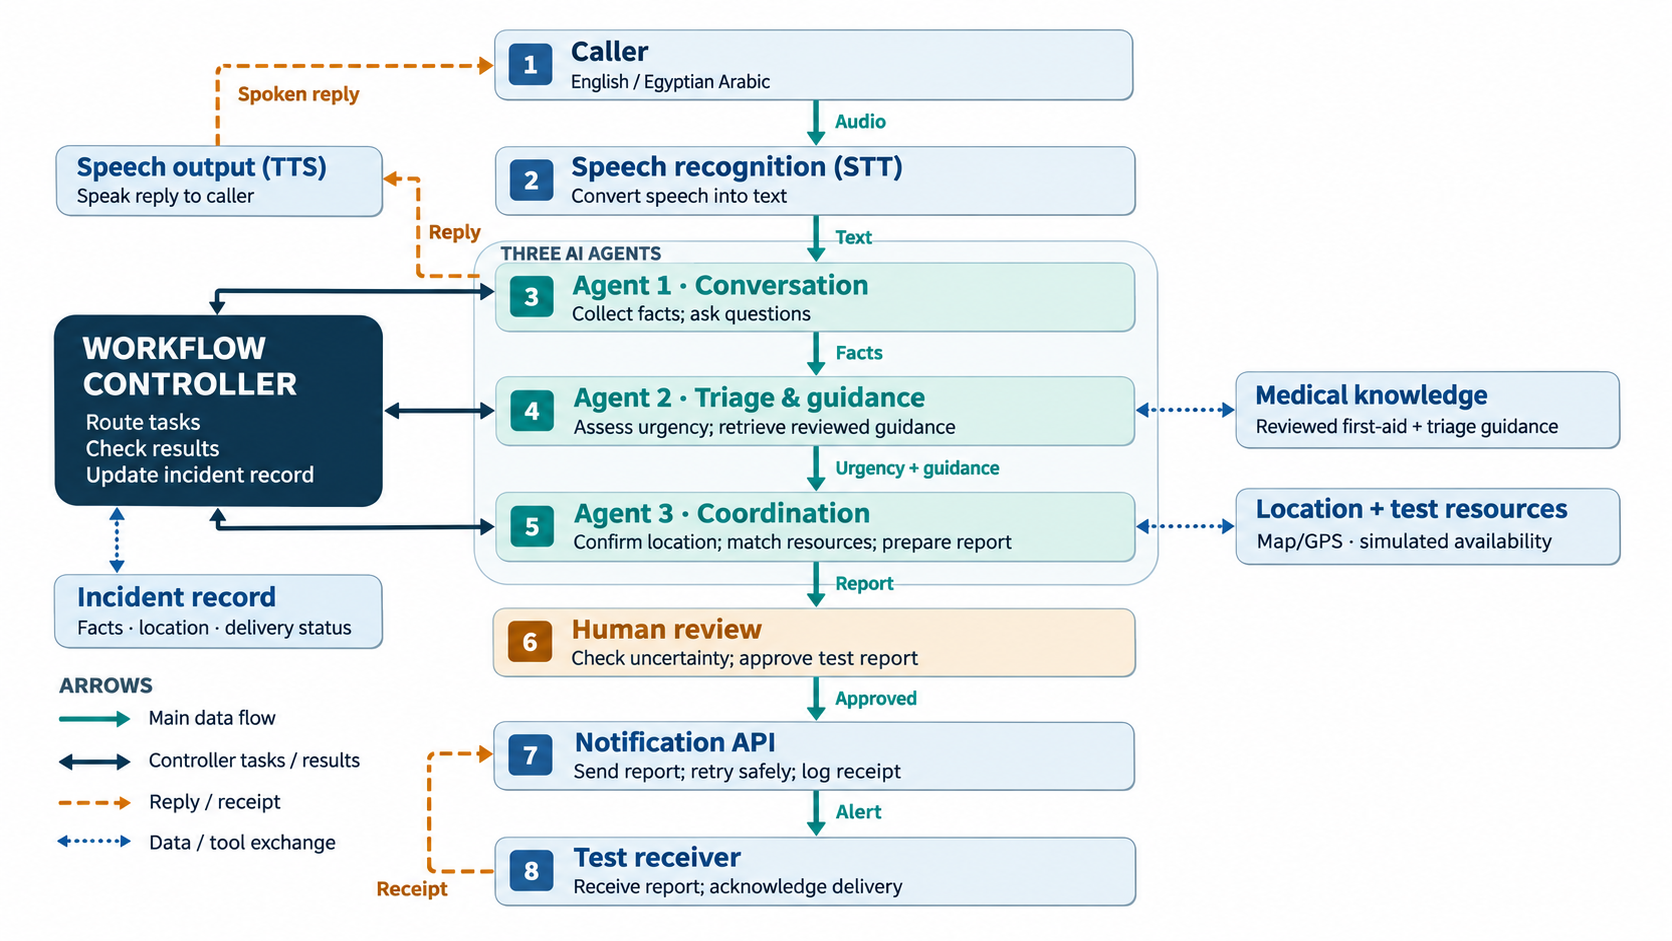 1
Caller
English / Egyptian Arabic
Spoken reply
Audio
Speech output (TTS)
Speak reply to caller
2
Speech recognition (STT)
Convert speech into text
Reply
Text
THREE AI AGENTS
3
Agent 1 · Conversation
Collect facts; ask questions
WORKFLOW
CONTROLLER
Route tasks
Check results
Update incident record
Facts
4
Agent 2 · Triage & guidance
Assess urgency; retrieve reviewed guidance
Medical knowledge
Reviewed first-aid + triage guidance
Urgency + guidance
5
Agent 3 · Coordination
Confirm location; match resources; prepare report
Location + test resources
Map/GPS · simulated availability
Incident record
Facts · location · delivery status
Report
6
Human review
Check uncertainty; approve test report
Approved
ARROWS
Main data flow
Controller tasks / results
Reply / receipt
Data / tool exchange
7
Notification API
Send report; retry safely; log receipt
Alert
8
Test receiver
Receive report; acknowledge delivery
Receipt